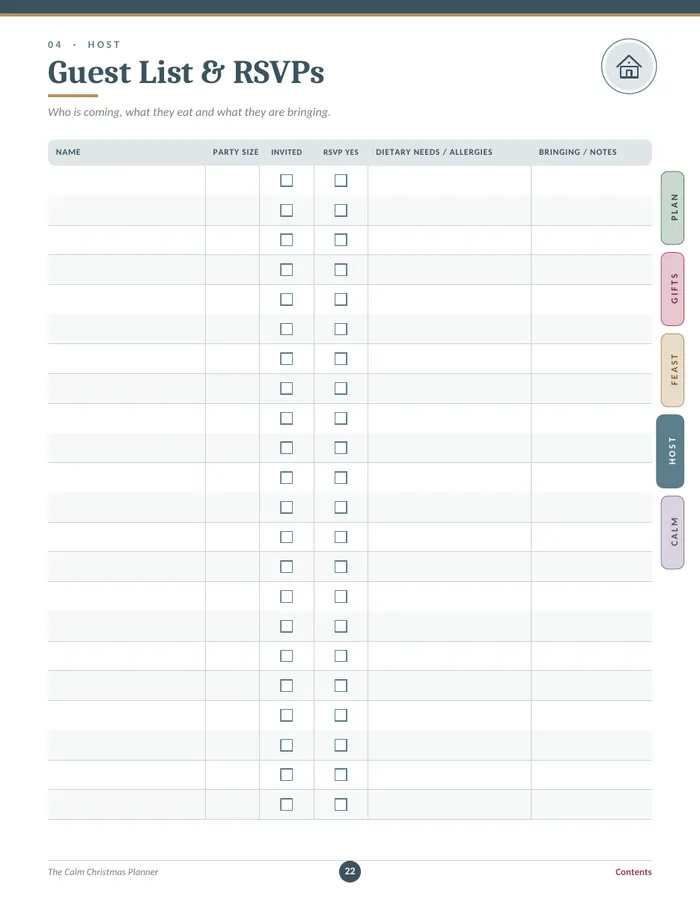 04 · HOST
Guest List & RSVPs
Who is coming, what they eat and what they are bringing.
NAME PARTY SIZE INVITED RSVP YES DIETARY NEEDS / ALLERGIES BRINGING / NOTES
PLAN
GIFTS
FEAST
HOST
CALM
The Calm Christmas Planner 22 Contents